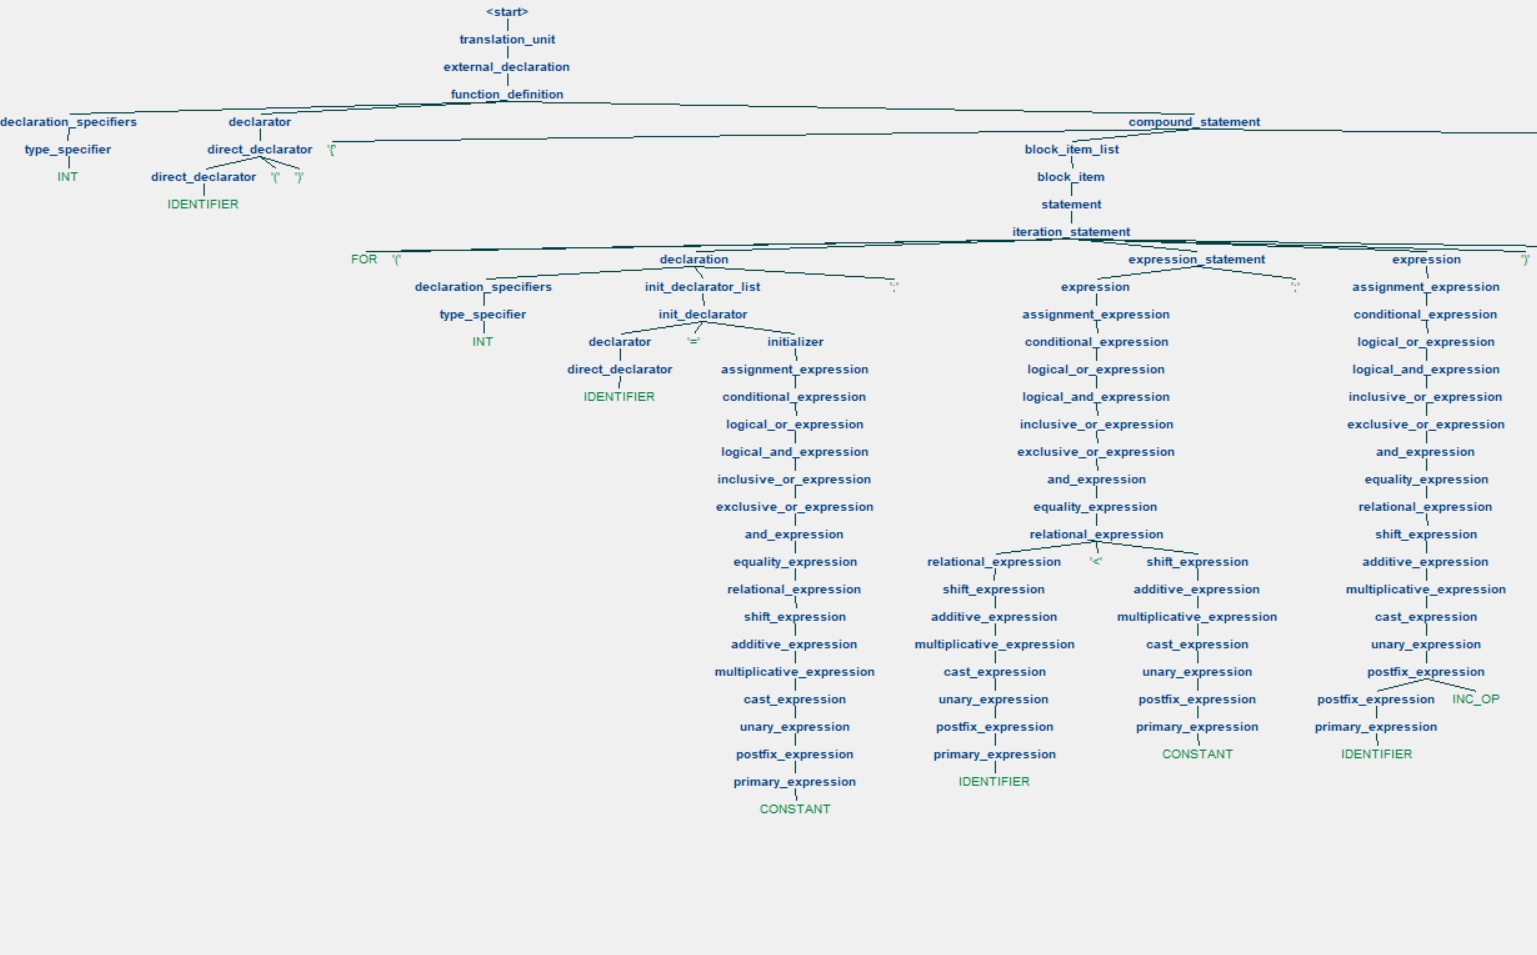 <start>
translation_unit
external_declaration
function_definition
declaration_specifiers declarator compound_statement
type_specifier direct_declarator '{' block_item_list
INT direct_declarator '(' ')' block_item
IDENTIFIER statement
iteration_statement
FOR '(' declaration expression_statement expression ')'
declaration_specifiers init_declarator_list ';' expression ';' assignment_expression
type_specifier init_declarator assignment_expression conditional_expression
INT declarator '=' initializer conditional_expression logical_or_expression
direct_declarator assignment_expression logical_or_expression logical_and_expression
IDENTIFIER conditional_expression logical_and_expression inclusive_or_expression
logical_or_expression inclusive_or_expression exclusive_or_expression
logical_and_expression exclusive_or_expression and_expression
inclusive_or_expression and_expression equality_expression
exclusive_or_expression equality_expression relational_expression
and_expression relational_expression shift_expression
equality_expression relational_expression '<' shift_expression additive_expression
relational_expression shift_expression additive_expression multiplicative_expression
shift_expression additive_expression multiplicative_expression cast_expression
additive_expression multiplicative_expression cast_expression unary_expression
multiplicative_expression cast_expression unary_expression postfix_expression
cast_expression unary_expression postfix_expression postfix_expression INC_OP
unary_expression postfix_expression primary_expression primary_expression
postfix_expression primary_expression CONSTANT IDENTIFIER
primary_expression IDENTIFIER
CONSTANT